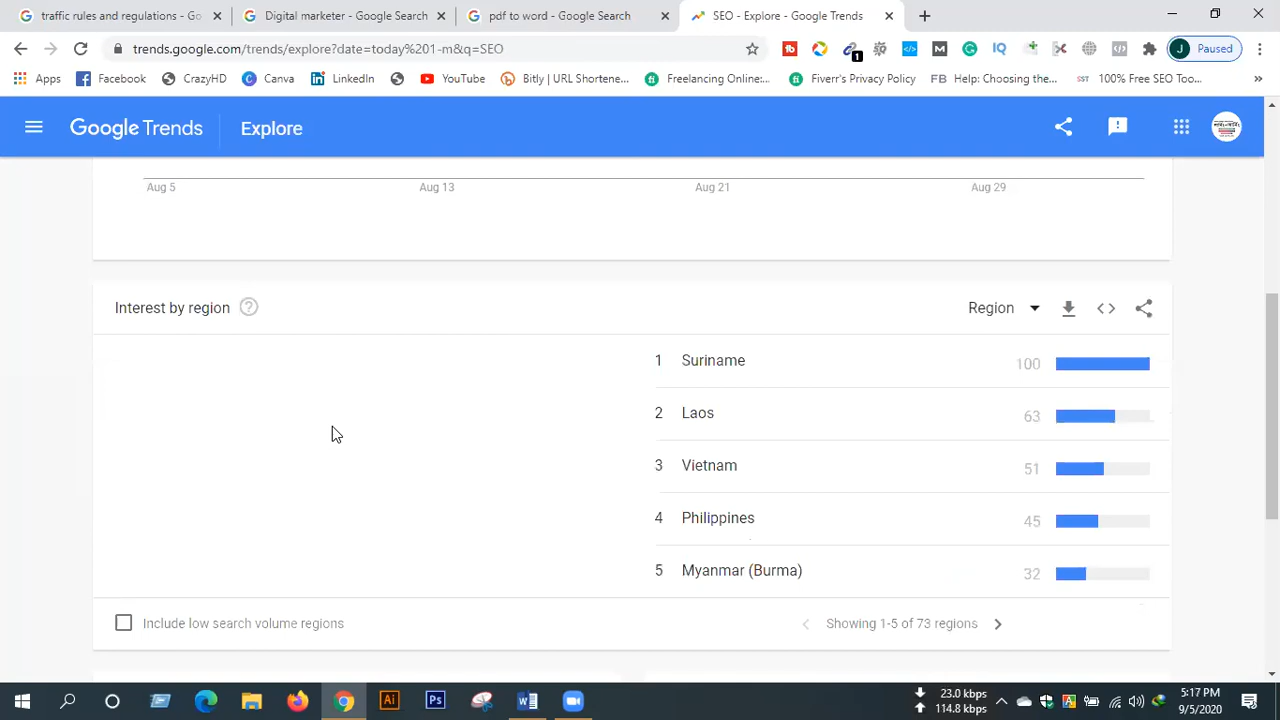 traffic rules and regulations - Go
Digital marketer - Google Search
pdf to word - Google Search
SEO - Explore - Google Trends
trends.google.com/trends/explore?date=today%201-m&q=SEO
1
IQ
J Paused
Apps
Facebook
CrazyHD
Canva
LinkedIn
YouTube
Bitly | URL Shortene...
Freelancing Online:...
Fiverr's Privacy Policy
FB Help: Choosing the...
SST 100% Free SEO Too...
»
Google Trends
Explore
Aug 5
Aug 13
Aug 21
Aug 29
Interest by region ?
Region
1 Suriname 100
2 Laos 63
3 Vietnam 51
4 Philippines 45
5 Myanmar (Burma) 32
Include low search volume regions
Showing 1-5 of 73 regions
Ai
Ps
23.0 kbps
114.8 kbps
5:17 PM
9/5/2020